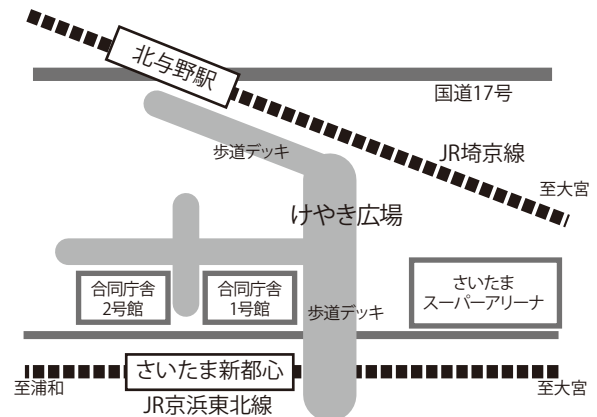 北与野駅
国道17号
歩道デッキ
JR埼京線
至大宮
けやき広場
合同庁舎
2号館
合同庁舎
1号館
歩道デッキ
さいたま
スーパーアリーナ
さいたま新都心
至浦和
至大宮
JR京浜東北線